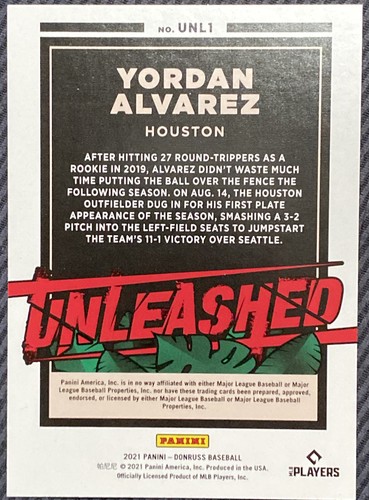 NO. UNL1
YORDAN
ALVAREZ
HOUSTON
AFTER HITTING 27 ROUND-TRIPPERS AS A
ROOKIE IN 2019, ALVAREZ DIDN'T WASTE MUCH
TIME PUTTING THE BALL OVER THE FENCE THE
FOLLOWING SEASON. ON AUG. 14, THE HOUSTON
OUTFIELDER DUG IN FOR HIS FIRST PLATE
APPEARANCE OF THE SEASON, SMASHING A 3-2
PITCH INTO THE LEFT-FIELD SEATS TO JUMPSTART
THE TEAM'S 11-1 VICTORY OVER SEATTLE.
UNLEASHED
Panini America, Inc. is in no way affiliated with either Major League Baseball or Major
League Baseball Properties, Inc. nor have these trading cards been prepared, approved,
endorsed, or licensed by either Major League Baseball or Major League Baseball
Properties, Inc.
PANINI
2021 PANINI – DONRUSS BASEBALL
帕尼尼 © 2021 Panini America, Inc. Produced in the USA.
Officially Licensed Product of MLB Players, Inc.
MLB PLAYERS